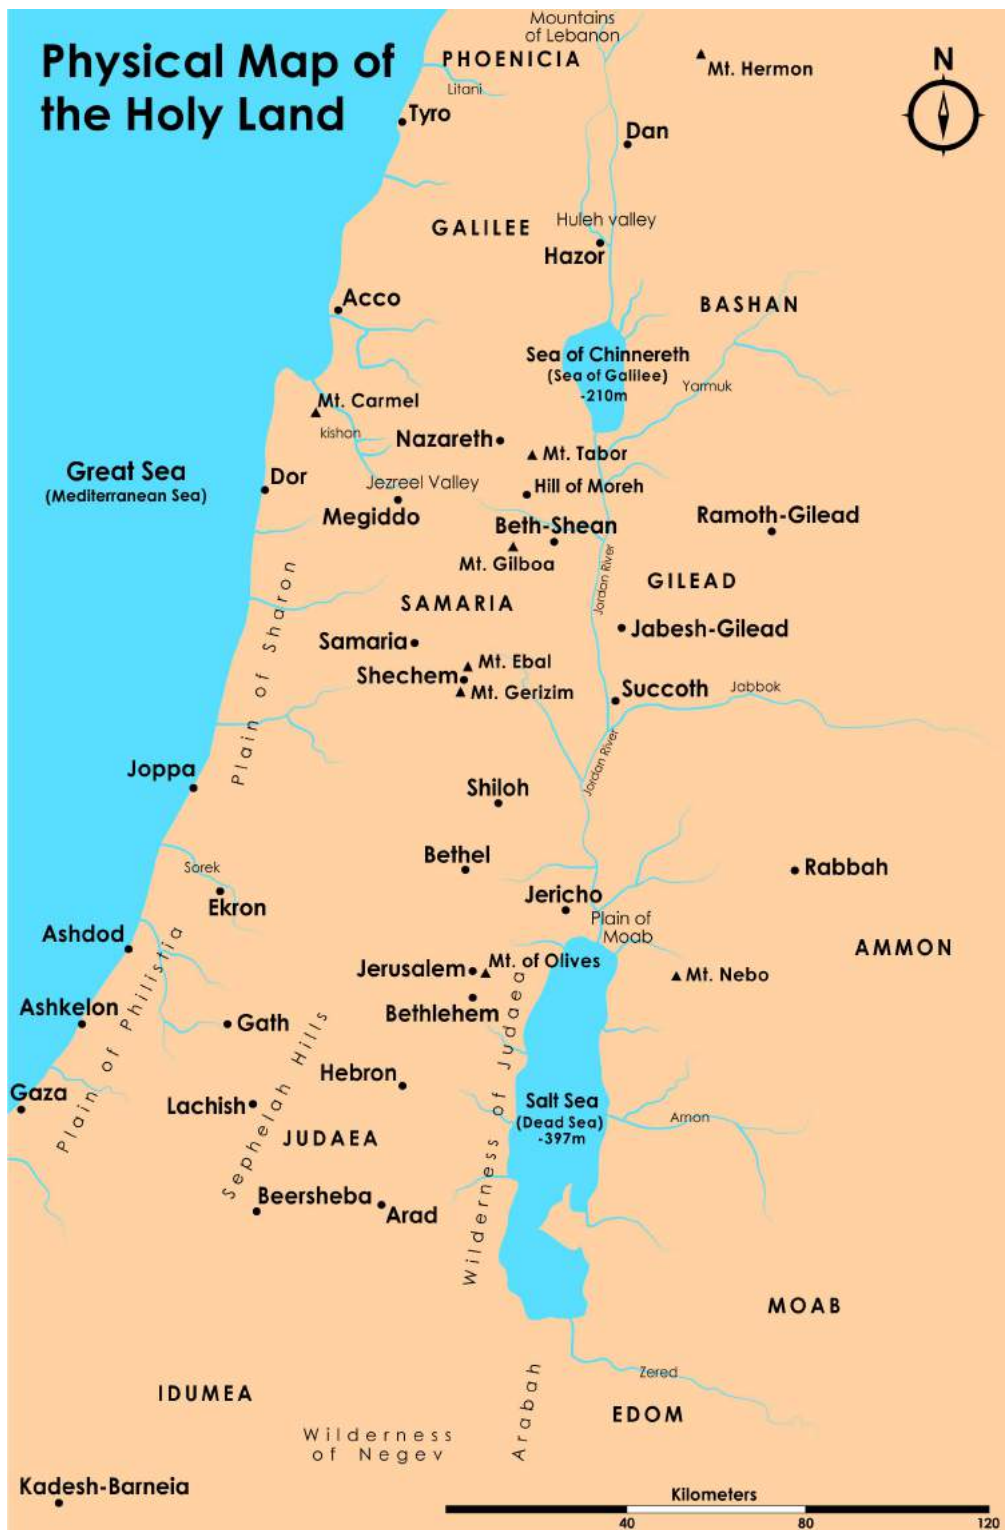 Mountains
of Lebanon
Physical Map of
the Holy Land
PHOENICIA
Mt. Hermon
N
Litani
Tyro
Dan
Huleh valley
GALILEE
Hazor
Acco
BASHAN
Sea of Chinnereth
(Sea of Galilee)
-210m
Yarmuk
Mt. Carmel
kishon
Nazareth
Mt. Tabor
Great Sea
(Mediterranean Sea)
Dor
Jezreel Valley
Hill of Moreh
Megiddo
Beth-Shean
Ramoth-Gilead
Mt. Gilboa
Jordan River
GILEAD
Plain of Sharon
SAMARIA
Samaria
Jabesh-Gilead
Mt. Ebal
Shechem
Mt. Gerizim
Succoth
Jabbok
Jordan River
Joppa
Shiloh
Bethel
Sorek
Rabbah
Ekron
Jericho
Plain of
Moab
Ashdod
AMMON
Jerusalem
Mt. of Olives
Mt. Nebo
Plain of Philistia
Ashkelon
Gath
Bethlehem
Wilderness of Judaea
Sephelah Hills
Hebron
Gaza
Lachish
Salt Sea
(Dead Sea)
-397m
Arnon
JUDAEA
Beersheba
Arad
MOAB
Zered
IDUMEA
Arabah
EDOM
Wilderness
of Negev
Kadesh-Barneia
Kilometers
40
80
120